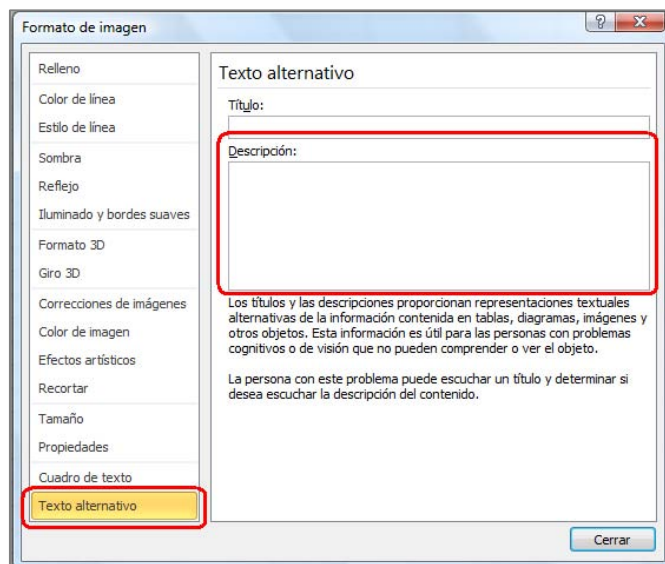 Formato de imagen
?
X
Relleno
Color de línea
Estilo de línea
Sombra
Reflejo
Iluminado y bordes suaves
Formato 3D
Giro 3D
Correcciones de imágenes
Color de imagen
Efectos artísticos
Recortar
Tamaño
Propiedades
Cuadro de texto
Texto alternativo
Texto alternativo
Título:
Descripción:
Los títulos y las descripciones proporcionan representaciones textuales
alternativas de la información contenida en tablas, diagramas, imágenes y
otros objetos. Esta información es útil para las personas con problemas
cognitivos o de visión que no pueden comprender o ver el objeto.
La persona con este problema puede escuchar un título y determinar si
desea escuchar la descripción del contenido.
Cerrar